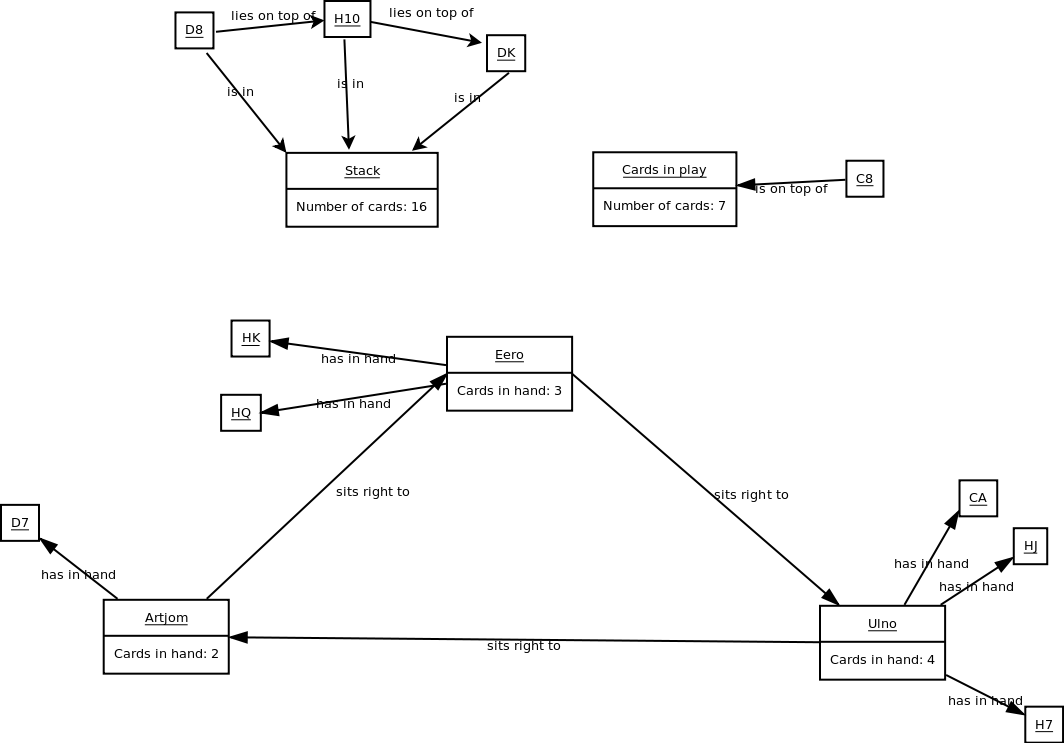 lies on top of
H10
lies on top of
D8
DK
is in
is in
is in
Stack
Number of cards: 16
Cards in play
Number of cards: 7
is on top of
C8
HK
has in hand
Eero
Cards in hand: 3
HQ
has in hand
sits right to
sits right to
CA
D7
HJ
has in hand
has in hand
has in hand
Artjom
Cards in hand: 2
sits right to
Ulno
Cards in hand: 4
has in hand
H7